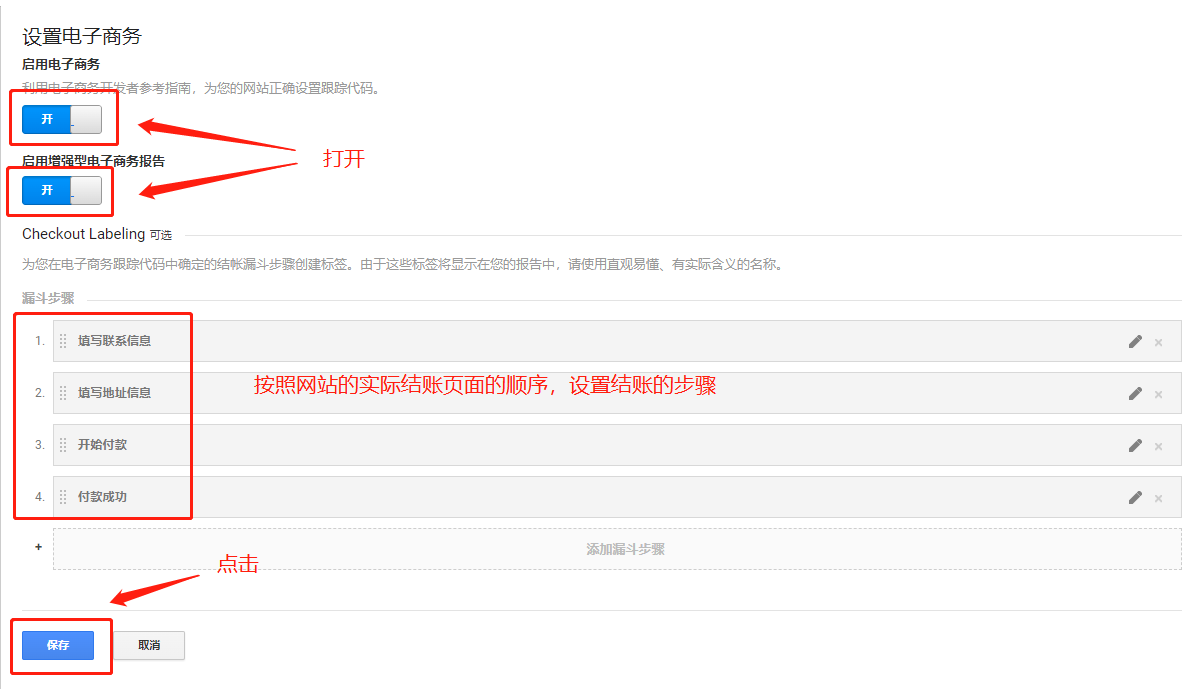 设置电子商务
启用电子商务
利用电子商务开发者参考指南，为您的网站正确设置跟踪代码。
开
打开
启用增强型电子商务报告
开
Checkout Labeling 可选
为您在电子商务跟踪代码中确定的结帐漏斗步骤创建标签。由于这些标签将显示在您的报告中，请使用直观易懂、有实际含义的名称。
漏斗步骤
1. 填写联系信息
按照网站的实际结账页面的顺序，设置结账的步骤
2. 填写地址信息
3. 开始付款
4. 付款成功
+ 添加漏斗步骤
点击
保存 取消